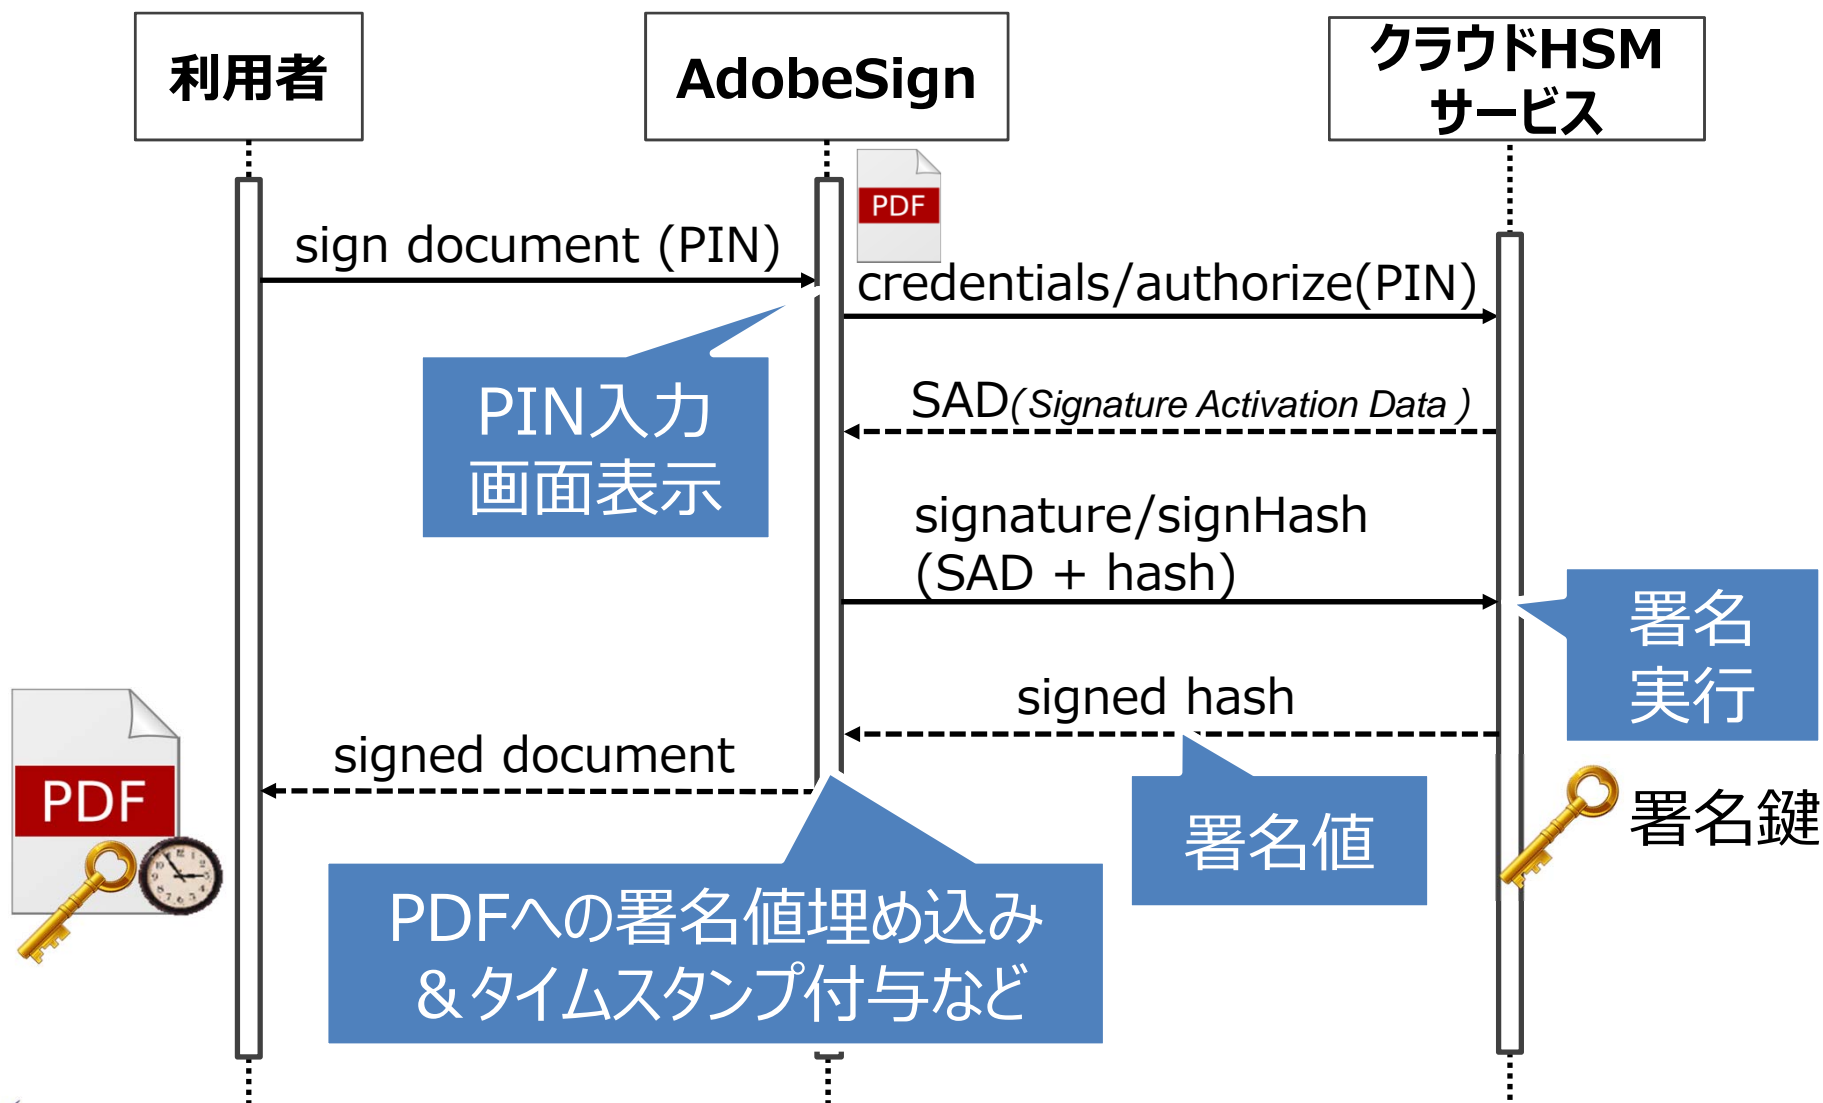 利用者
AdobeSign
クラウドHSM
サービス
PDF
sign document (PIN)
credentials/authorize(PIN)
PIN入力
画面表示
SAD(Signature Activation Data )
signature/signHash
(SAD + hash)
署名
実行
signed hash
signed document
署名値
署名鍵
PDF
PDFへの署名値埋め込み
&タイムスタンプ付与など